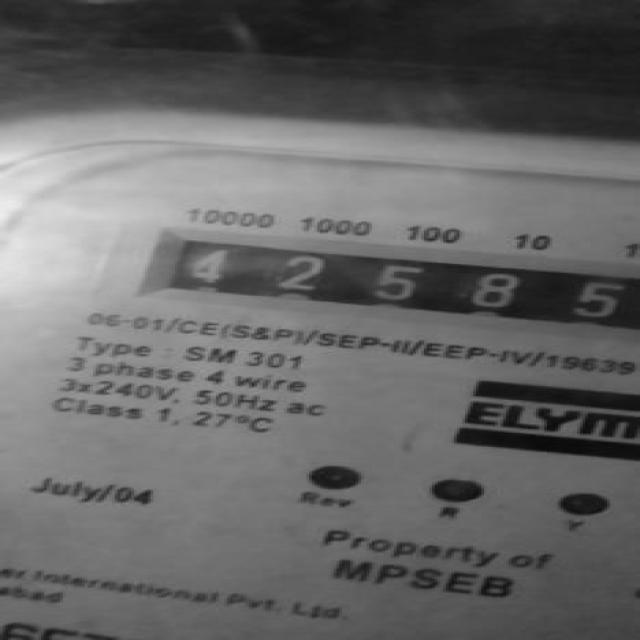 10000 1000 100 10 1
4 2 5 8 5
06-01/CE(S&P)/SEP-II/EEP-IV/19639
Type : SM 301
3 phase 4 wire
3x240V, 50Hz ac
Class 1, 27°C
ELYM
July/04
Rev R Y
Property of
MPSEB
International Pvt. Ltd.